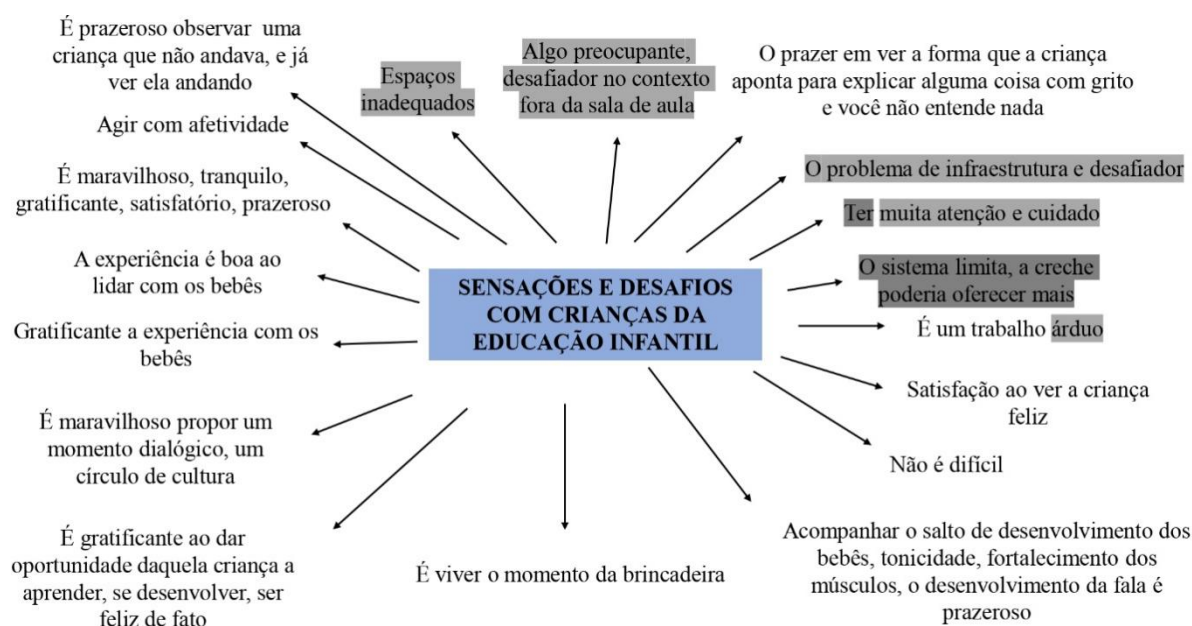 É prazeroso observar uma
criança que não andava, e já
ver ela andando
Espaços
inadequados
Algo preocupante,
desafiador no contexto
fora da sala de aula
O prazer em ver a forma que a criança
aponta para explicar alguma coisa com grito
e você não entende nada
Agir com afetividade
É maravilhoso, tranquilo,
gratificante, satisfatório, prazeroso
O problema de infraestrutura e desafiador
Ter muita atenção e cuidado
A experiência é boa ao
lidar com os bebês
SENSAÇÕES E DESAFIOS
COM CRIANÇAS DA
EDUCAÇÃO INFANTIL
O sistema limita, a creche
poderia oferecer mais
É um trabalho árduo
Gratificante a experiência com os
bebês
Satisfação ao ver a criança
feliz
É maravilhoso propor um
momento dialógico, um
círculo de cultura
Não é difícil
É gratificante ao dar
oportunidade daquela criança a
aprender, se desenvolver, ser
feliz de fato
É viver o momento da brincadeira
Acompanhar o salto de desenvolvimento dos
bebês, tonicidade, fortalecimento dos
músculos, o desenvolvimento da fala é
prazeroso